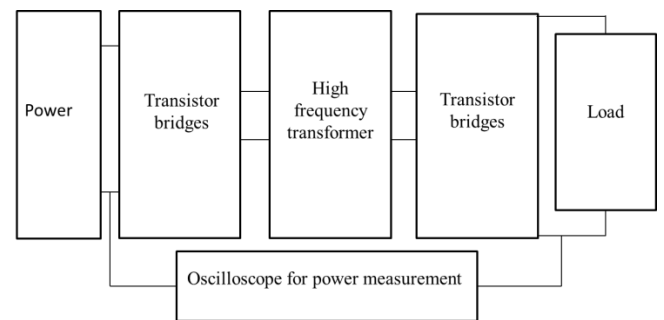 Power
Transistor
bridges
High
frequency
transformer
Transistor
bridges
Load
Oscilloscope for power measurement